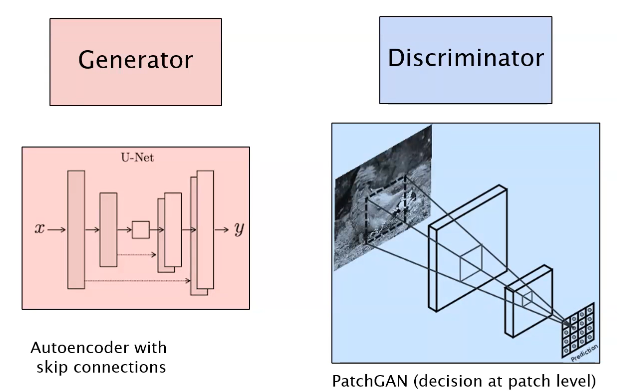 Generator
Discriminator
U-Net
x
y
Prediction
Autoencoder with
skip connections
PatchGAN (decision at patch level)